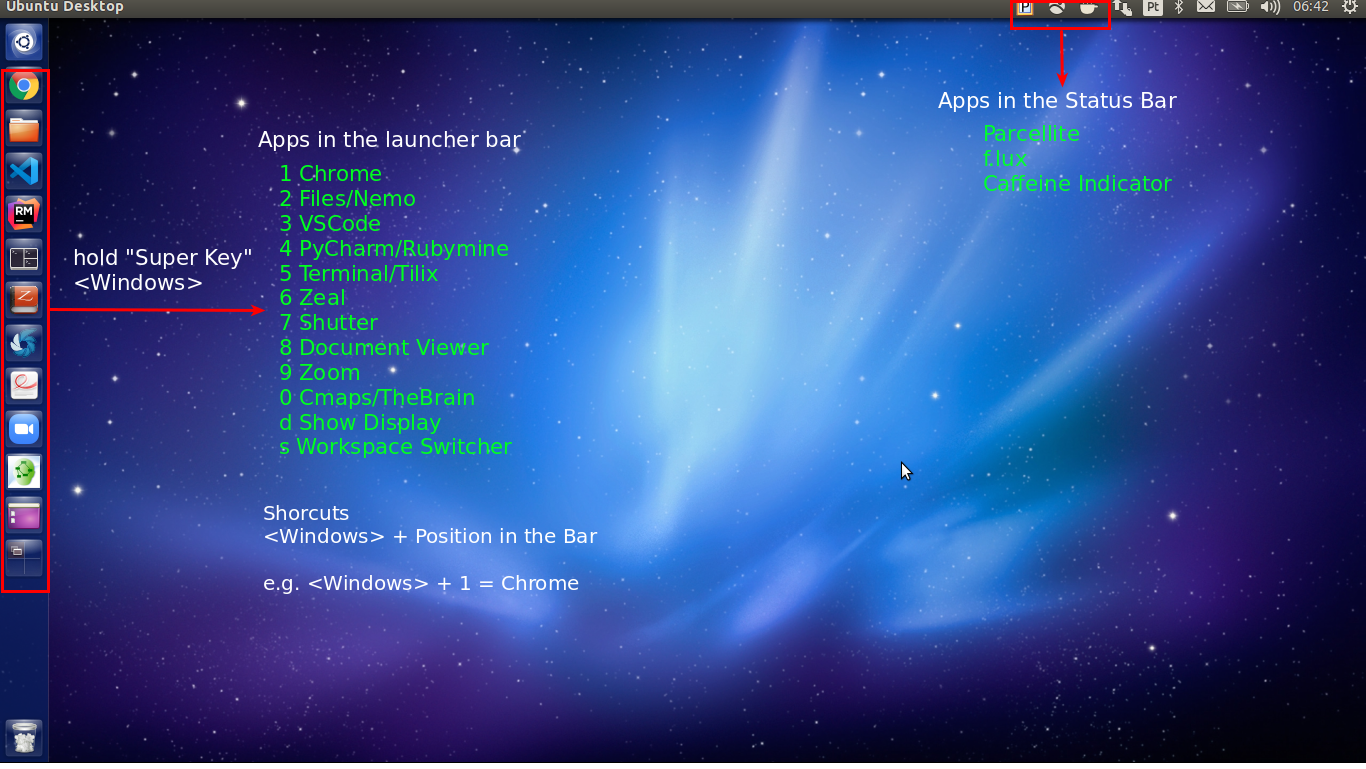 Ubuntu Desktop
Pt
06:42
Apps in the Status Bar
Parcellite
f.lux
Caffeine Indicator
Apps in the launcher bar
1 Chrome
2 Files/Nemo
3 VSCode
4 PyCharm/Rubymine
5 Terminal/Tilix
6 Zeal
7 Shutter
8 Document Viewer
9 Zoom
0 Cmaps/TheBrain
d Show Display
s Workspace Switcher
RM
hold "Super Key"
<Windows>
Shorcuts
<Windows> + Position in the Bar
e.g. <Windows> + 1 = Chrome